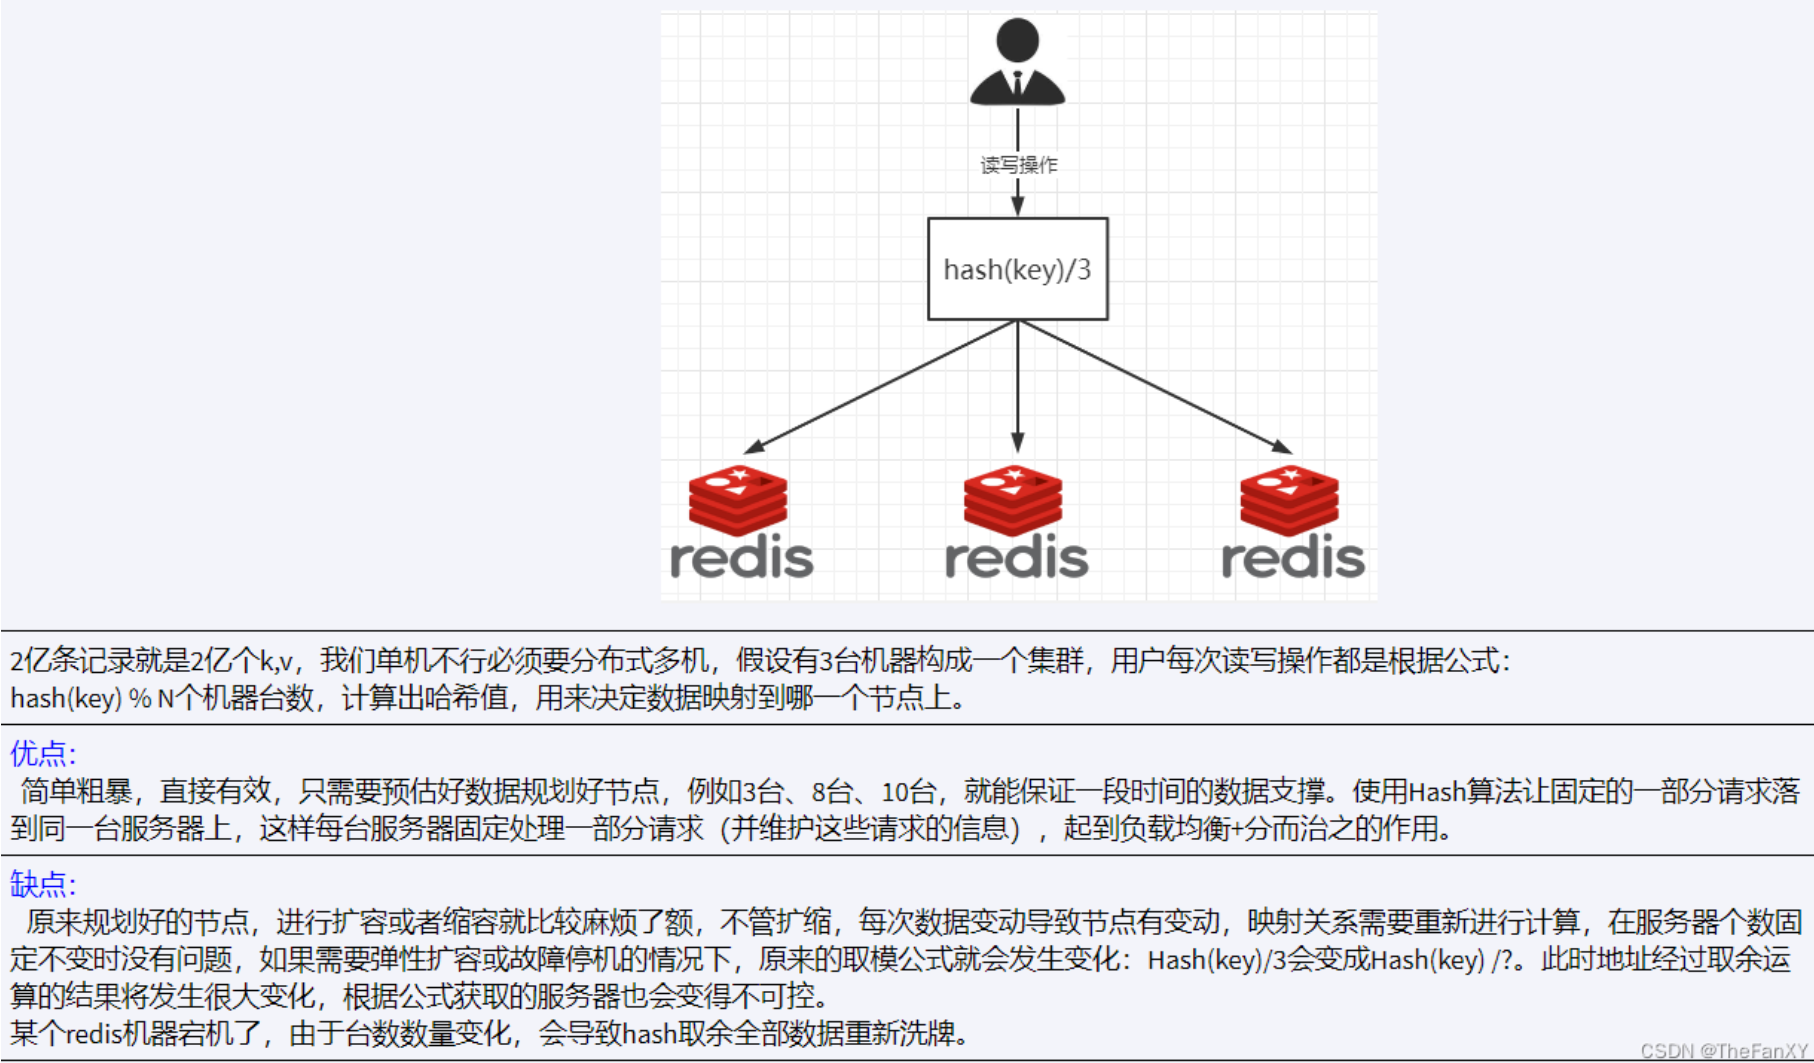 读写操作
hash(key)/3
redis
redis
redis
2亿条记录就是2亿个k,v，我们单机不行必须要分布式多机，假设有3台机器构成一个集群，用户每次读写操作都是根据公式：
hash(key) % N个机器台数，计算出哈希值，用来决定数据映射到哪一个节点上。
优点：
简单粗暴，直接有效，只需要预估好数据规划好节点，例如3台、8台、10台，就能保证一段时间的数据支撑。使用Hash算法让固定的一部分请求落
到同一台服务器上，这样每台服务器固定处理一部分请求（并维护这些请求的信息），起到负载均衡+分而治之的作用。
缺点：
原来规划好的节点，进行扩容或者缩容就比较麻烦了额，不管扩缩，每次数据变动导致节点有变动，映射关系需要重新进行计算，在服务器个数固
定不变时没有问题，如果需要弹性扩容或故障停机的情况下，原来的取模公式就会发生变化：Hash(key)/3会变成Hash(key) /?。此时地址经过取余运
算的结果将发生很大变化，根据公式获取的服务器也会变得不可控。
某个redis机器宕机了，由于台数数量变化，会导致hash取余全部数据重新洗牌。
CSDN @TheFanXY